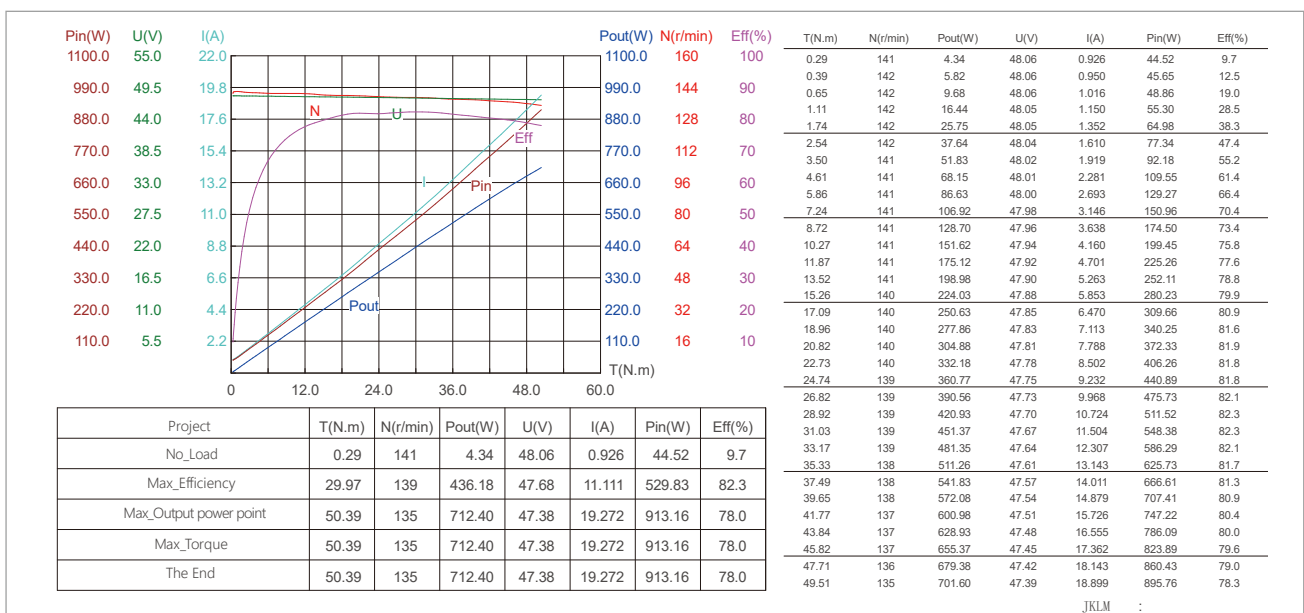 Pin(W) U(V) I(A) Pout(W) N(r/min) Eff(%)
1100.0 55.0 22.0 1100.0 160 100
990.0 49.5 19.8 990.0 144 90
880.0 44.0 17.6 880.0 128 80
770.0 38.5 15.4 770.0 112 70
660.0 33.0 13.2 660.0 96 60
550.0 27.5 11.0 550.0 80 50
440.0 22.0 8.8 440.0 64 40
330.0 16.5 6.6 330.0 48 30
220.0 11.0 4.4 220.0 32 20
110.0 5.5 2.2 110.0 16 10
N U
Eff
I Pin
Pout
T(N.m)
0 12.0 24.0 36.0 48.0 60.0
Project T(N.m) N(r/min) Pout(W) U(V) I(A) Pin(W) Eff(%)
No_Load 0.29 141 4.34 48.06 0.926 44.52 9.7
Max_Efficiency 29.97 139 436.18 47.68 11.111 529.83 82.3
Max_Output power point 50.39 135 712.40 47.38 19.272 913.16 78.0
Max_Torque 50.39 135 712.40 47.38 19.272 913.16 78.0
The End 50.39 135 712.40 47.38 19.272 913.16 78.0
T(N.m) N(r/min) Pout(W) U(V) I(A) Pin(W) Eff(%)
0.29 141 4.34 48.06 0.926 44.52 9.7
0.39 142 5.82 48.06 0.950 45.65 12.5
0.65 142 9.68 48.06 1.016 48.86 19.0
1.11 142 16.44 48.05 1.150 55.30 28.5
1.74 142 25.75 48.05 1.352 64.98 38.3
2.54 142 37.64 48.04 1.610 77.34 47.4
3.50 141 51.83 48.02 1.919 92.18 55.2
4.61 141 68.15 48.01 2.281 109.55 61.4
5.86 141 86.63 48.00 2.693 129.27 66.4
7.24 141 106.92 47.98 3.146 150.96 70.4
8.72 141 128.70 47.96 3.638 174.50 73.4
10.27 141 151.62 47.94 4.160 199.45 75.8
11.87 141 175.12 47.92 4.701 225.26 77.6
13.52 141 198.98 47.90 5.263 252.11 78.8
15.26 140 224.03 47.88 5.853 280.23 79.9
17.09 140 250.63 47.85 6.470 309.66 80.9
18.96 140 277.86 47.83 7.113 340.25 81.6
20.82 140 304.88 47.81 7.788 372.33 81.9
22.73 140 332.18 47.78 8.502 406.26 81.8
24.74 139 360.77 47.75 9.232 440.89 81.8
26.82 139 390.56 47.73 9.968 475.73 82.1
28.92 139 420.93 47.70 10.724 511.52 82.3
31.03 139 451.37 47.67 11.504 548.38 82.3
33.17 139 481.35 47.64 12.307 586.29 82.1
35.33 138 511.26 47.61 13.143 625.73 81.7
37.49 138 541.83 47.57 14.011 666.61 81.3
39.65 138 572.08 47.54 14.879 707.41 80.9
41.77 137 600.98 47.51 15.726 747.22 80.4
43.84 137 628.93 47.48 16.555 786.09 80.0
45.82 137 655.37 47.45 17.362 823.89 79.6
47.71 136 679.38 47.42 18.143 860.43 79.0
49.51 135 701.60 47.39 18.899 895.76 78.3
JKLM :